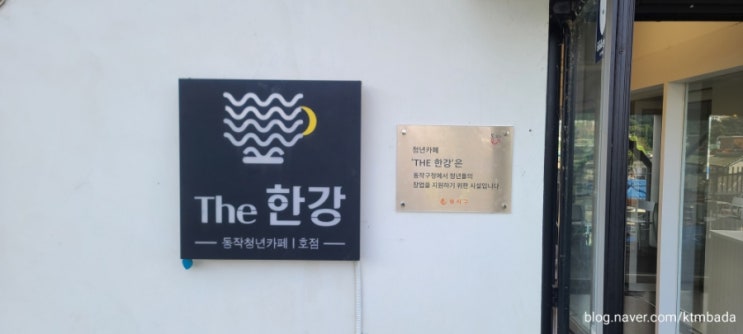 The 한강
동작청년카페 I 호점
청년카페
'THE 한강'은
동작구청에서 청년들의
창업을 지원하기 위한 시설입니다.
동작구
blog.naver.com/ktmbada